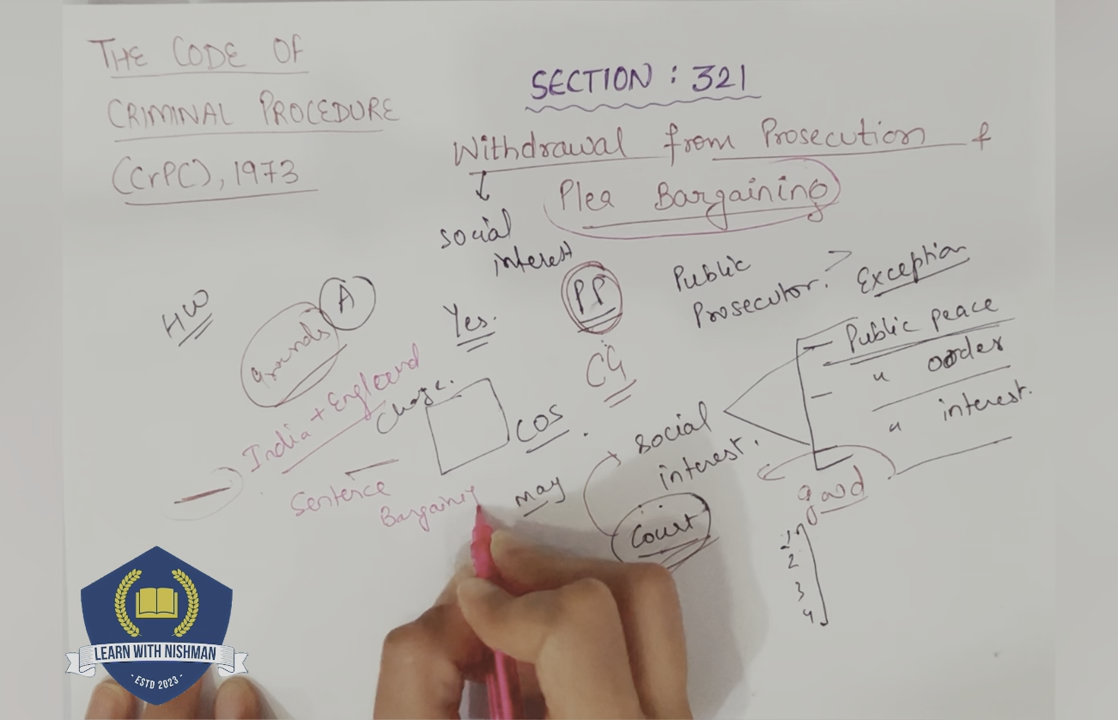 THE CODE OF
CRIMINAL PROCEDURE
(CrPC), 1973
SECTION : 321
Withdrawal from Prosecution &
Plea Bargaining
social
interest
HW
grounds
A
Yes.
PP
Public
Prosecutor.
Exception
Public peace
" order
" interest.
India + England
Charge.
CG
COS
social
interest.
Sentence
Bargaining
may
Court
good
1
2
3
4
LEARN WITH NISHMAN
· ESTD 2023 ·